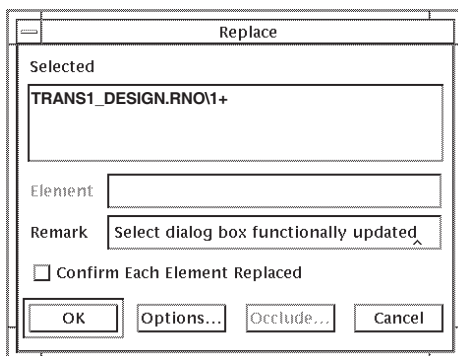 Replace
Selected
TRANS1_DESIGN.RNO\1+
Element
Remark Select dialog box functionally updated
Confirm Each Element Replaced
OK Options... Occlude... Cancel